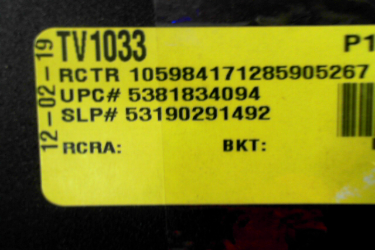 12-02-19
TV1033 P1
RCTR 105984171285905267
UPC# 5381834094
SLP# 53190291492
RCRA: BKT: